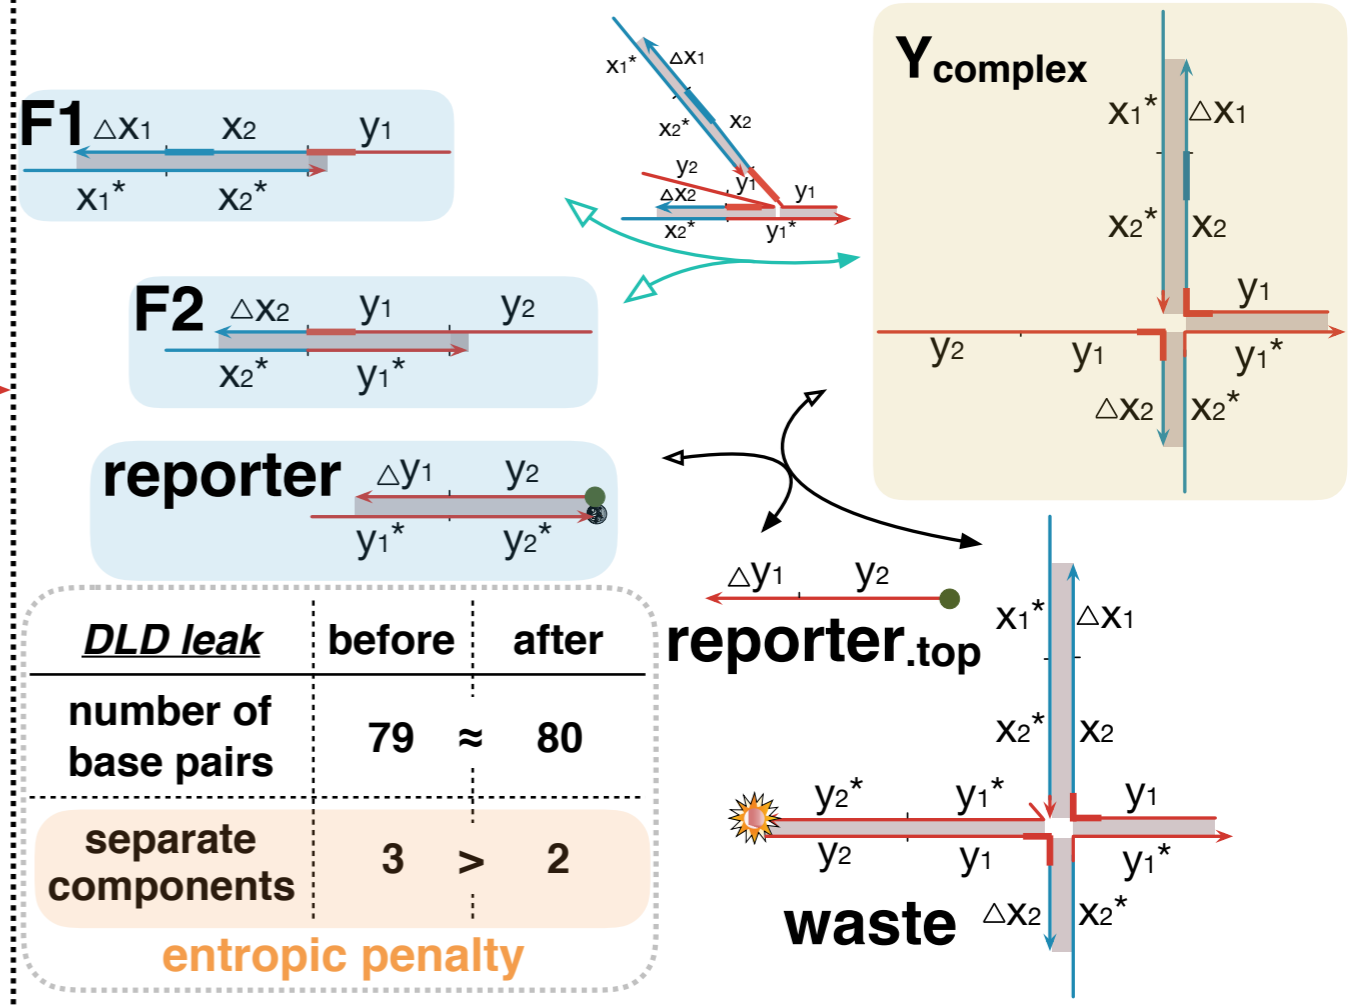 F1
△x1 x2 y1
x1* x2*
F2
△x2 y1 y2
x2* y1*
reporter
△y1 y2
y1* y2*
x1* △x1
x2* x2
y2
y1 y1
△x2
x2* y1*
Ycomplex
x1* △x1
x2* x2
y1
y2 y1 y1*
△x2 x2*
△y1 y2
reporter.top
x1* △x1
x2* x2
y2* y1* y1
y2 y1 y1*
△x2 x2*
waste
DLD leak before after
number of
base pairs
79 ≈ 80
separate
components
3 > 2
entropic penalty